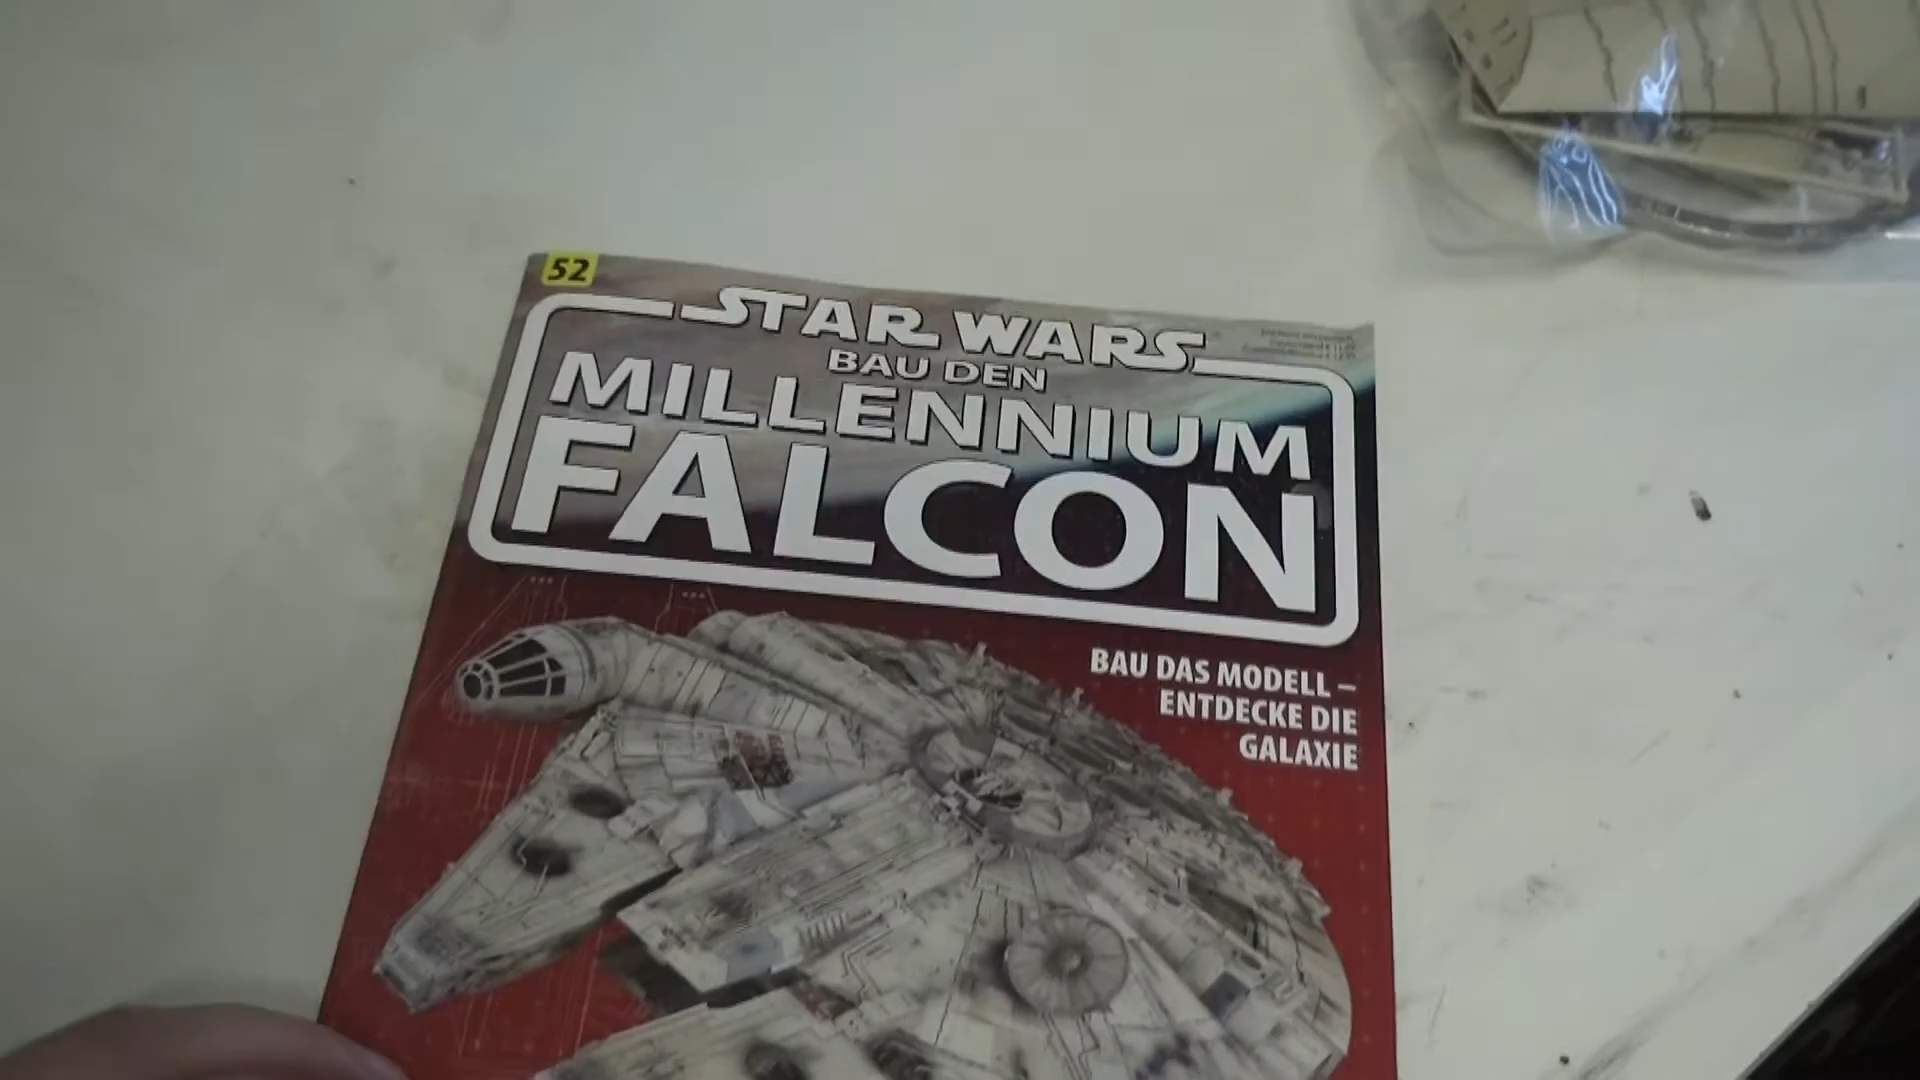 52
STAR WARS
BAU DEN
MILLENNIUM
FALCON
BAU DAS MODELL –
ENTDECKE DIE
GALAXIE